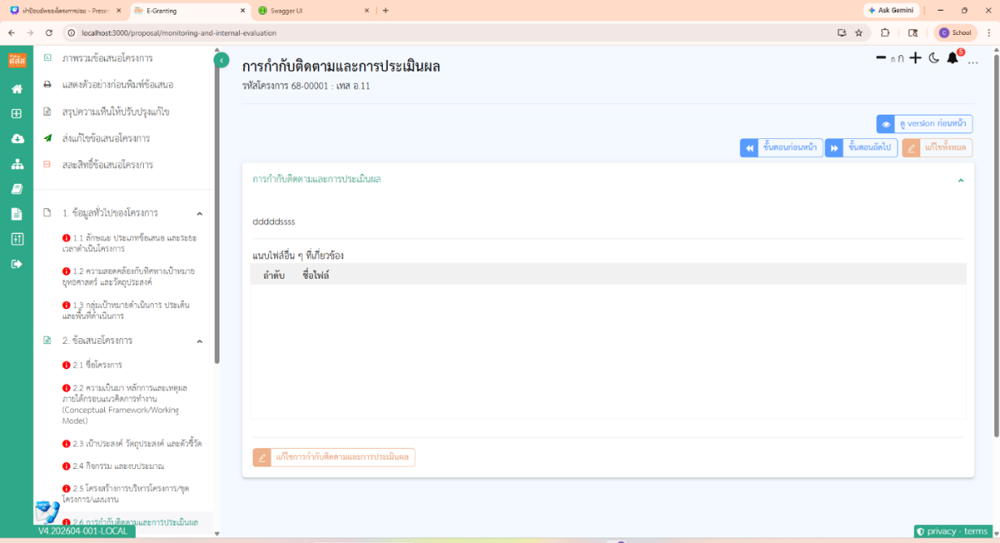 E-Granting
Swagger UI
Ask Gemini
localhost:3000/proposal/monitoring-and-internal-evaluation
School
สสส
ภาพรวมข้อเสนอโครงการ
แสดงตัวอย่างก่อนพิมพ์ข้อเสนอ
สรุปความเห็นให้ปรับปรุงแก้ไข
ส่งแก้ไขข้อเสนอโครงการ
สละสิทธิ์ข้อเสนอโครงการ
1. ข้อมูลทั่วไปของโครงการ
1.1 ลักษณะ ประเภทข้อเสนอ และระยะ
เวลาดำเนินโครงการ
1.2 ความสอดคล้องกับทิศทางเป้าหมาย
ยุทธศาสตร์ และวัตถุประสงค์
1.3 กลุ่มเป้าหมายดำเนินการ ประเด็น
และพื้นที่ดำเนินการ
2. ข้อเสนอโครงการ
2.1 ชื่อโครงการ
2.2 ความเป็นมา หลักการและเหตุผล
ภายใต้กรอบแนวคิดการทำงาน
(Conceptual Framework/Working
Model)
2.3 เป้าประสงค์ วัตถุประสงค์ และตัวชี้วัด
2.4 กิจกรรม และงบประมาณ
2.5 โครงสร้างการบริหารโครงการ/ชุด
โครงการ/แผนงาน
2.6 การกำกับติดตามและการประเมินผล
V4.202604-001-LOCAL
การกำกับติดตามและการประเมินผล
รหัสโครงการ 68-00001 : เทส อ.11
ก ก 5 ...
ดู version ก่อนหน้า
ขั้นตอนก่อนหน้า
ขั้นตอนถัดไป
แก้ไขทั้งหมด
การกำกับติดตามและการประเมินผล
dddddssss
แนบไฟล์อื่น ๆ ที่เกี่ยวข้อง
ลำดับ ชื่อไฟล์
แก้ไขการกำกับติดตามและการประเมินผล
privacy - terms